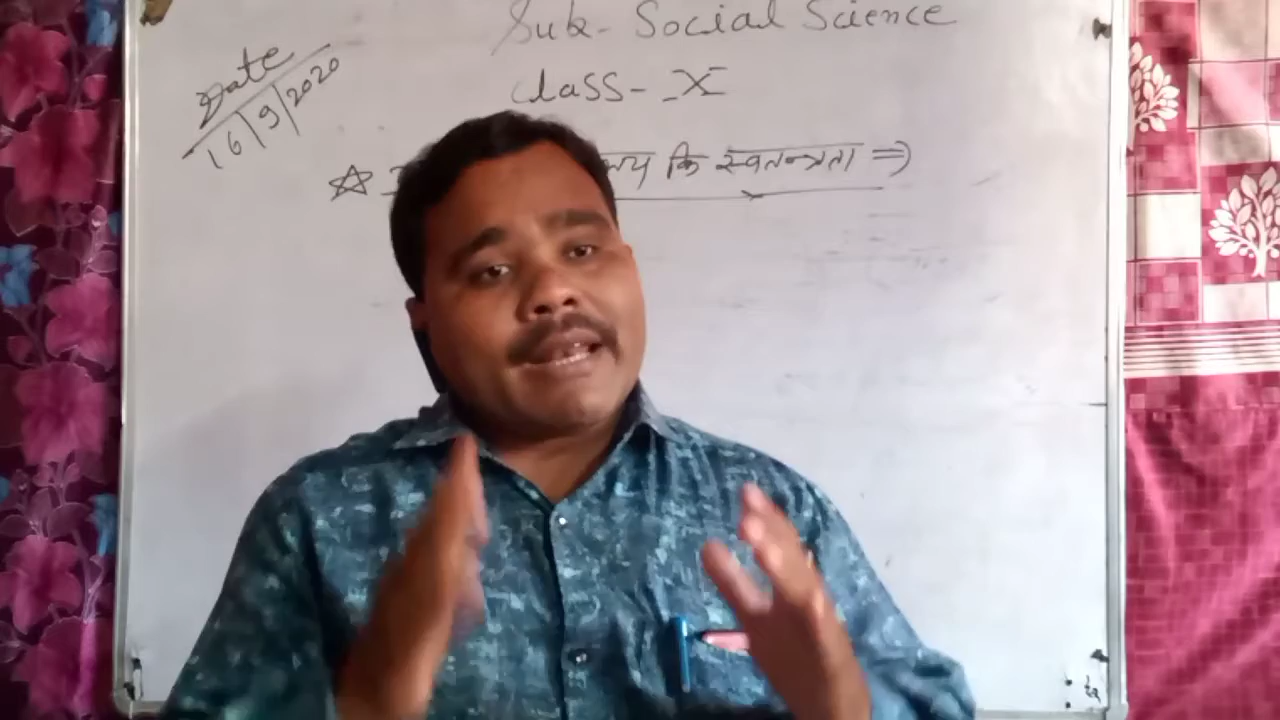 Sub- Social Science
Date
16/9/2020
Class- X
कि स्वतन्त्रता ⇒